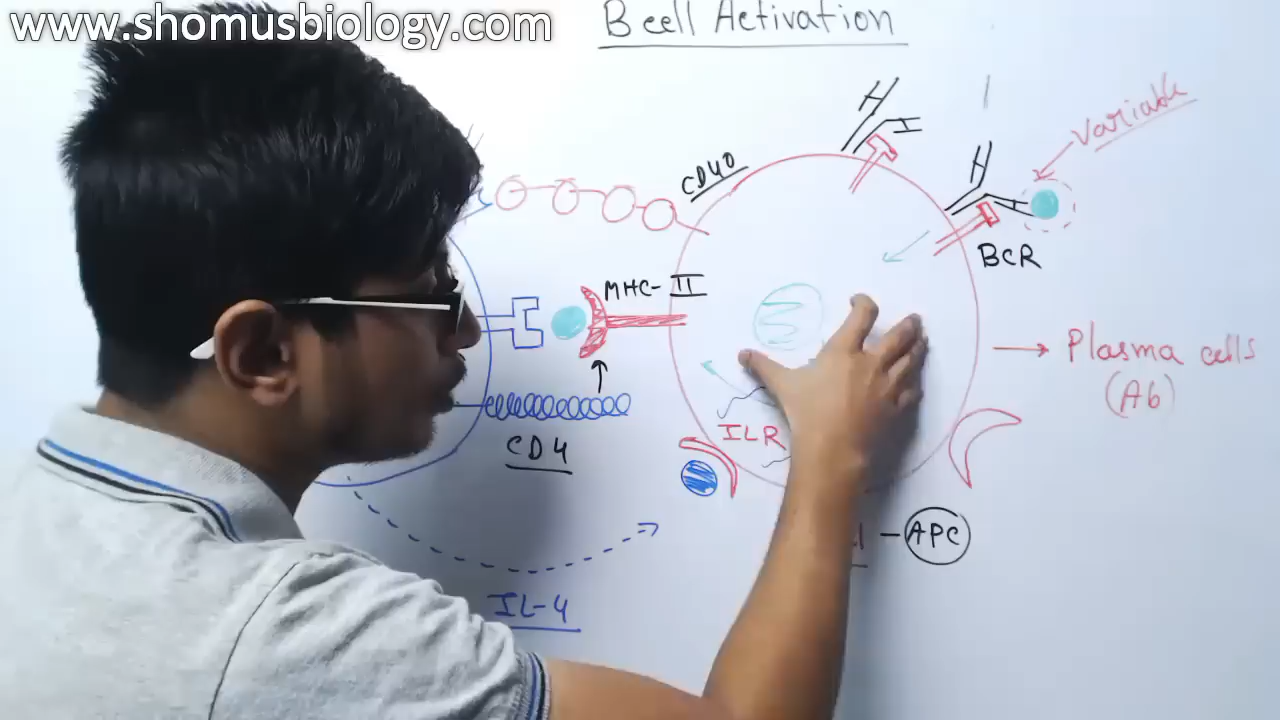 www.shomusbiology.com
B cell Activation
Variable
CD40
BCR
MHC-II
Plasma cells
(Ab)
CD4
ILR
- APC
IL-4